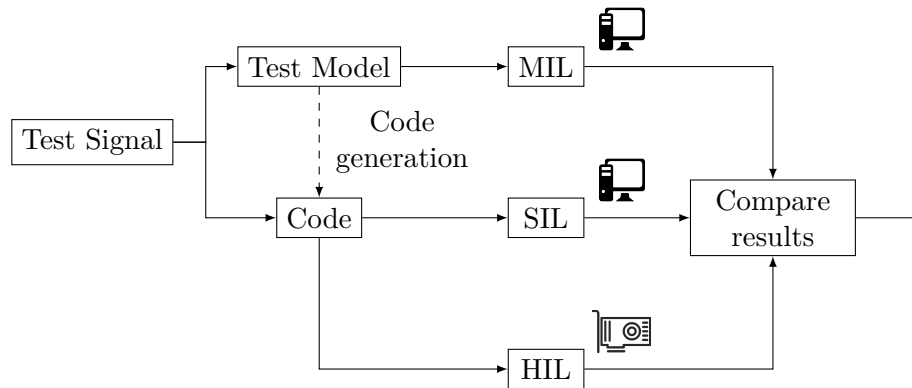 Test Model
MIL
Test Signal
Code
generation
Code
SIL
Compare
results
HIL